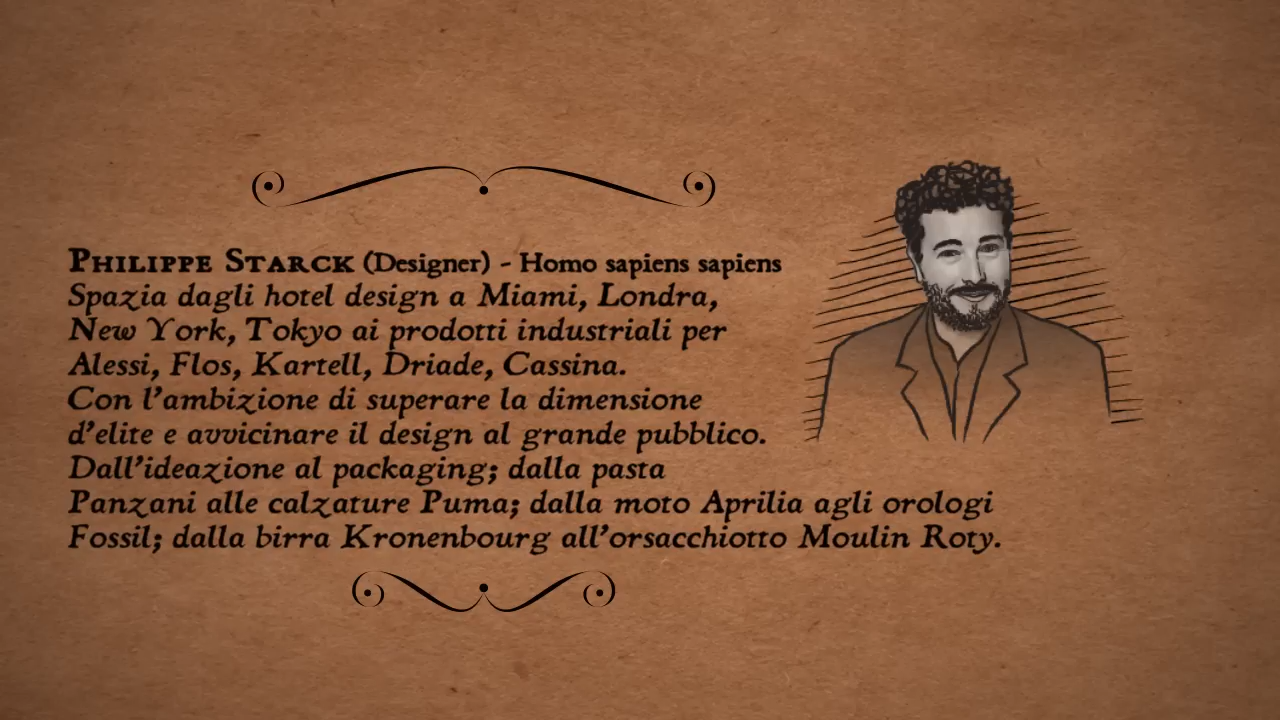 Philippe Starck (Designer) - Homo sapiens sapiens
Spazia dagli hotel design a Miami, Londra,
New York, Tokyo ai prodotti industriali per
Alessi, Flos, Kartell, Driade, Cassina.
Con l'ambizione di superare la dimensione
d'elite e avvicinare il design al grande pubblico.
Dall'ideazione al packaging; dalla pasta
Panzani alle calzature Puma; dalla moto Aprilia agli orologi
Fossil; dalla birra Kronenbourg all'orsacchiotto Moulin Roty.